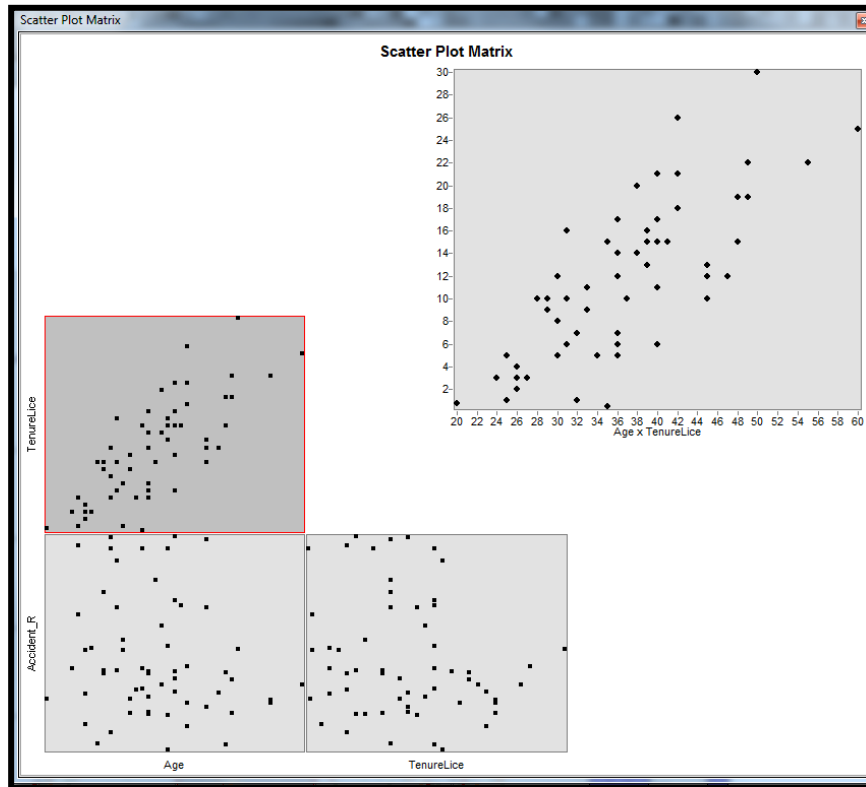 Scatter Plot Matrix
Scatter Plot Matrix
30
28
26
24
22
20
18
16
14
12
10
8
6
4
2
20 22 24 26 28 30 32 34 36 38 40 42 44 46 48 50 52 54 56 58 60
Age x TenureLice
TenureLice
Accident_R
Age TenureLice